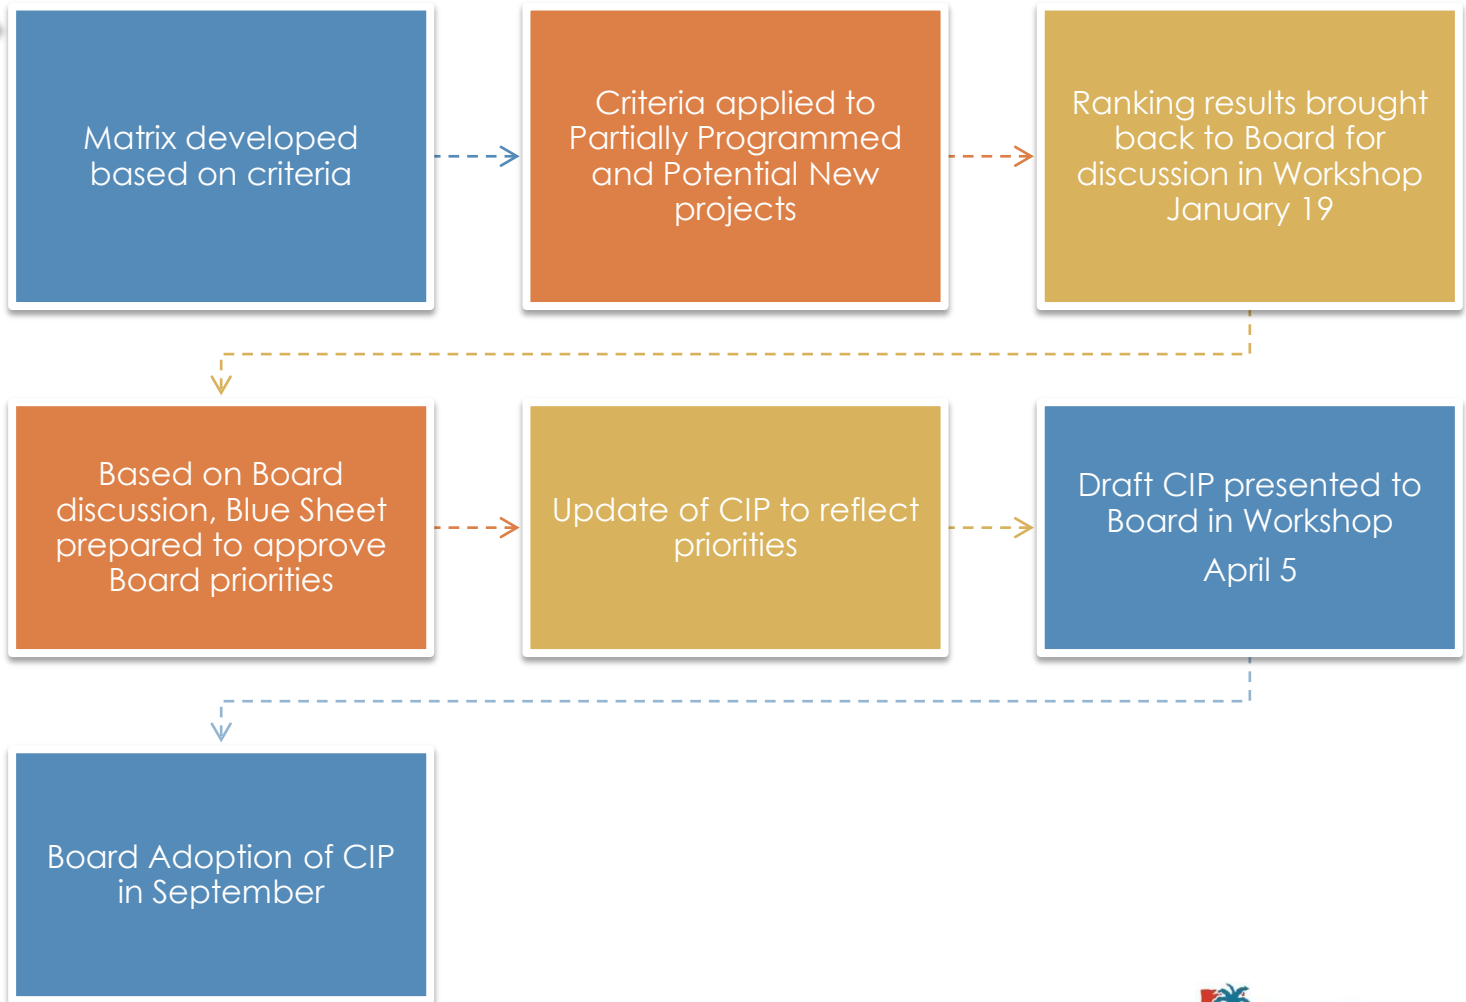 Matrix developed
based on criteria
Criteria applied to
Partially Programmed
and Potential New
projects
Ranking results brought
back to Board for
discussion in Workshop
January 19
Based on Board
discussion, Blue Sheet
prepared to approve
Board priorities
Update of CIP to reflect
priorities
Draft CIP presented to
Board in Workshop
April 5
Board Adoption of CIP
in September